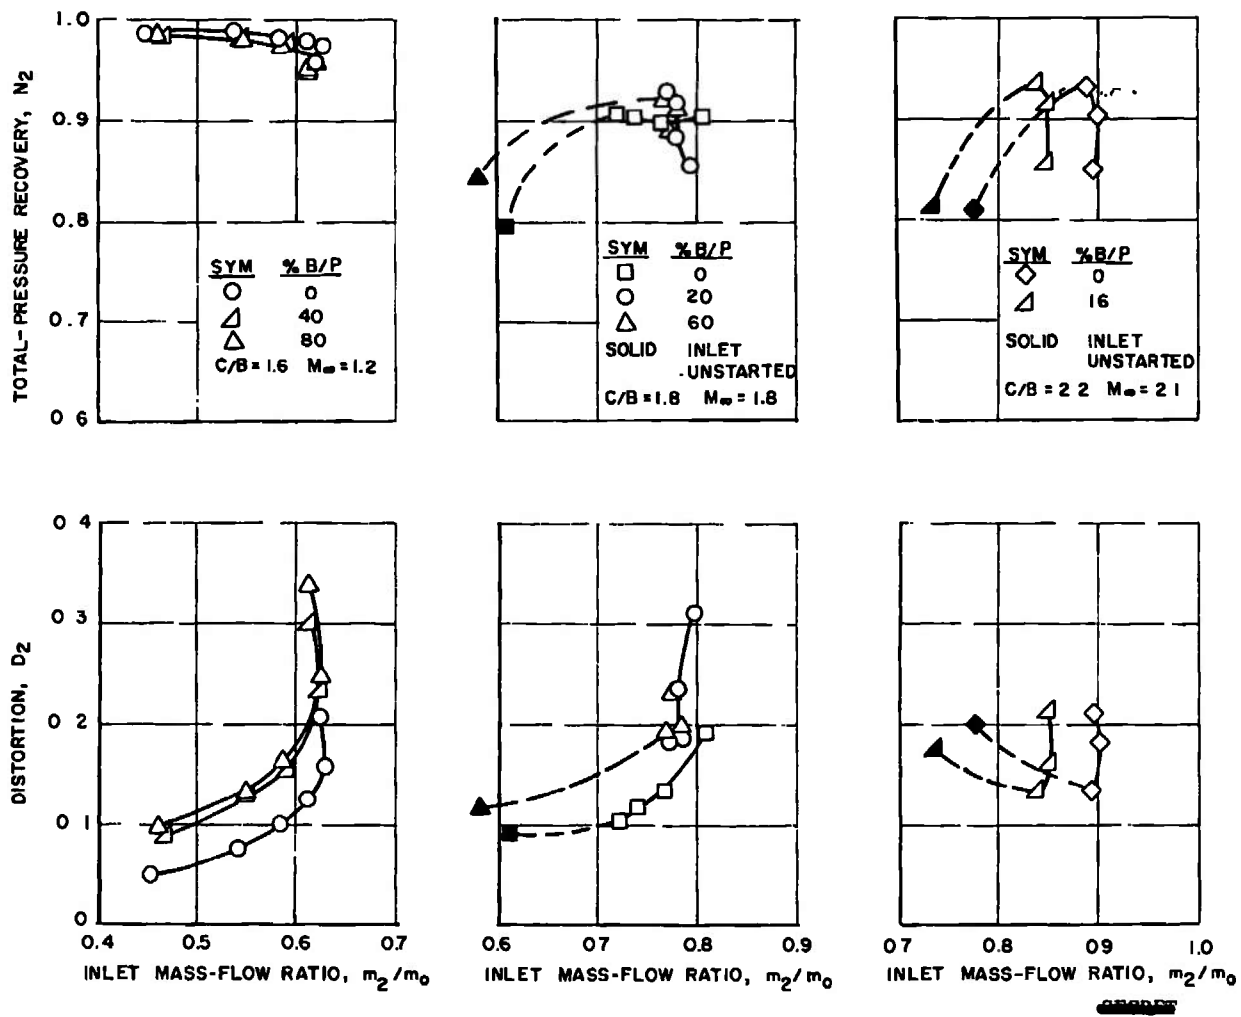 TOTAL-PRESSURE RECOVERY, N2
1.0
0.9
0.8
0.7
0 6
SYM % B/P
0
40
80
C/B = 1.6 M∞ = 1.2
SYM % B/P
0
20
60
SOLID INLET
UNSTARTED
C/B = 1.8 M∞ = 1.8
SYM % B/P
0
16
SOLID INLET
UNSTARTED
C/B = 2 2 M∞ = 2 1
DISTORTION, D2
0 4
0 3
0 2
0 1
0
0.4 0.5 0.6 0.7
INLET MASS-FLOW RATIO, m2/m0
0.6 0.7 0.8 0.9
INLET MASS-FLOW RATIO, m2/m0
0 7 0.8 0.9 1.0
INLET MASS-FLOW RATIO, m2/m0